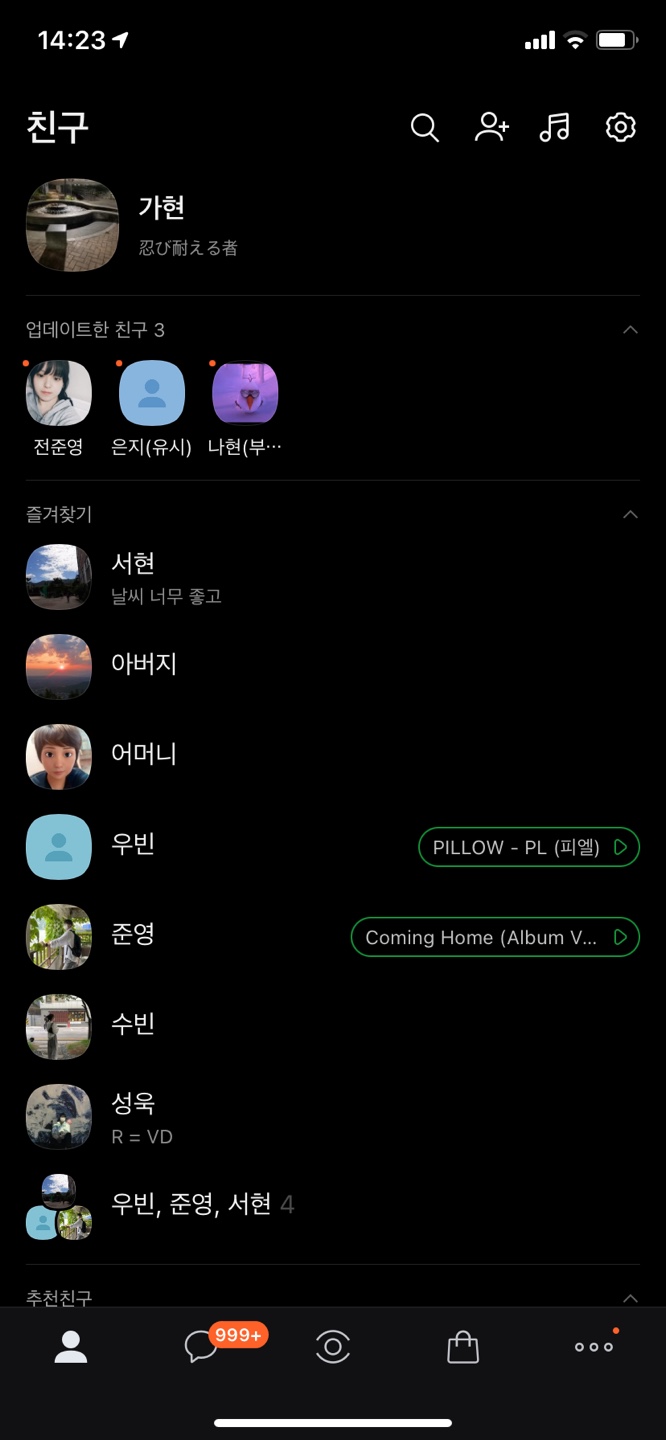 14:23
친구
가현
忍び耐える者
업데이트한 친구 3
전준영
은지(유시)
나현(부…
즐겨찾기
서현
날씨 너무 좋고
아버지
어머니
우빈
PILLOW - PL (피엘)
준영
Coming Home (Album V...
수빈
성욱
R = VD
우빈, 준영, 서현 4
추천친구
999+